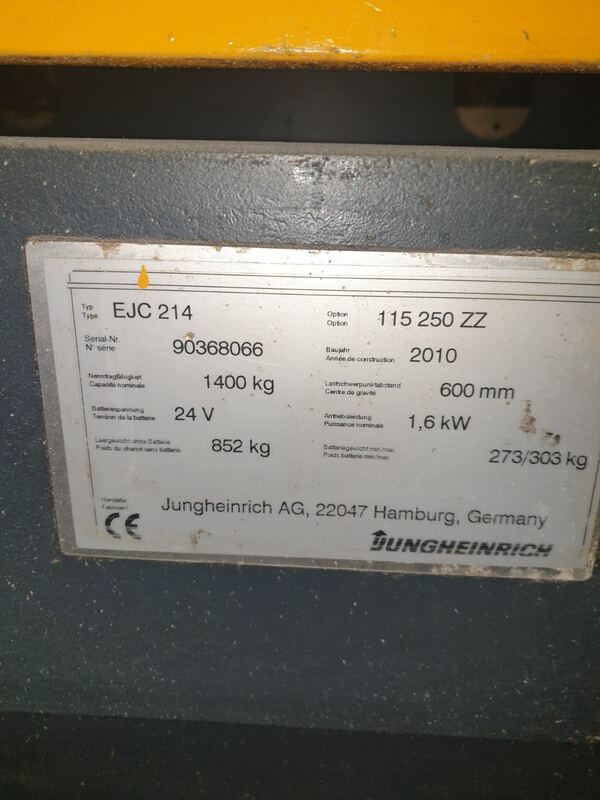 Typ EJC 214 Option 115 250 ZZ
Type Option
Serial-Nr. 90368066 Baujahr 2010
N° série Année de construction
Nenntragfähigkeit 1400 kg Lastschwerpunktabstand 600 mm
Capacité nominale Centre de gravité
Batteriespannung 24 V Antriebsleistung 1,6 kW
Tension de la batterie Puissance nominale
Leergewicht ohne Batterie 852 kg Batteriegewicht min/max 273/303 kg
Poids du chariot sans batterie Poids batterie min/max
Hersteller Jungheinrich AG, 22047 Hamburg, Germany
Fabricant
CE JUNGHEINRICH